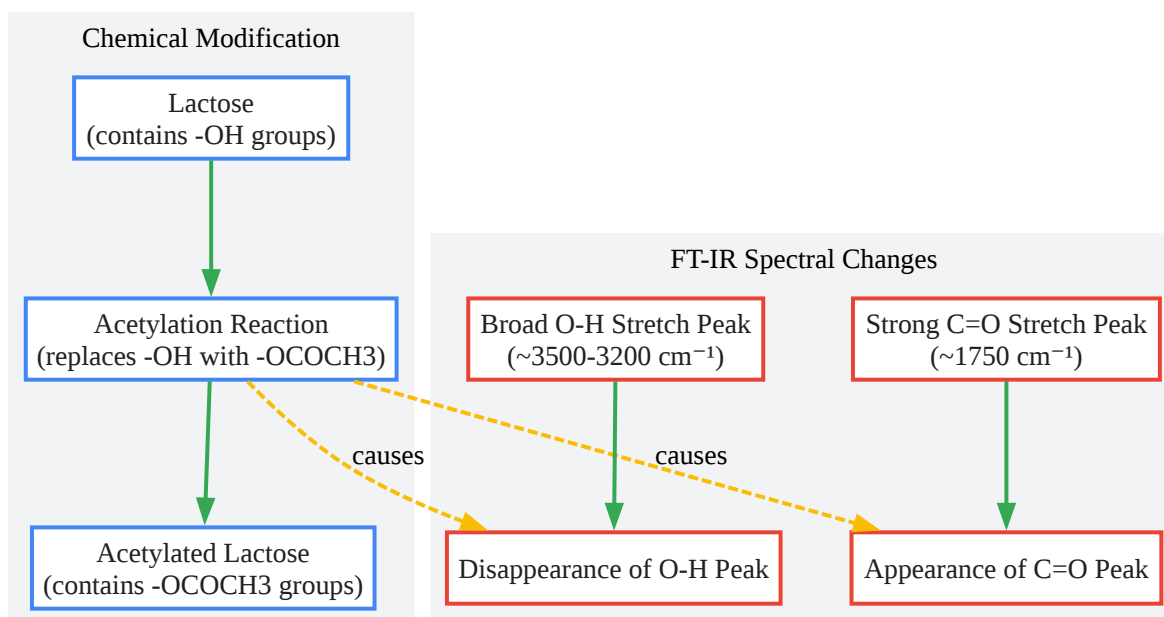 Chemical Modification
Lactose
(contains -OH groups)
Acetylation Reaction
(replaces -OH with -OCOCH3)
Acetylated Lactose
(contains -OCOCH3 groups)
FT-IR Spectral Changes
Broad O-H Stretch Peak
(~3500-3200 cm⁻¹)
Strong C=O Stretch Peak
(~1750 cm⁻¹)
causes
causes
Disappearance of O-H Peak
Appearance of C=O Peak